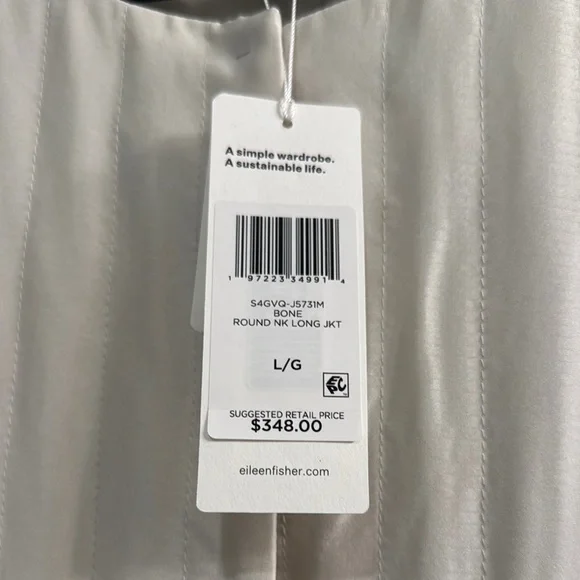 A simple wardrobe.
A sustainable life.
1 97223 34991 4
S4GVQ-J5731M
BONE
ROUND NK LONG JKT
L/G
SUGGESTED RETAIL PRICE
$348.00
eileenfisher.com